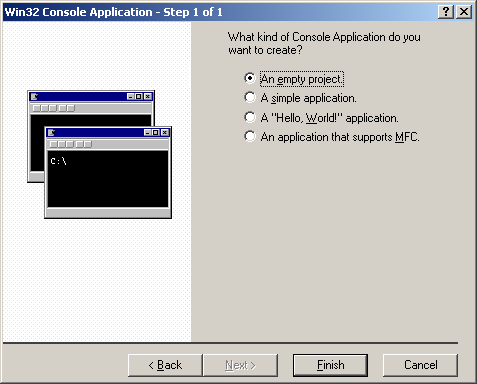 Win32 Console Application - Step 1 of 1
What kind of Console Application do you
want to create?
An empty project.
A simple application.
A "Hello, World!" application.
An application that supports MFC.
C:\
< Back
Next >
Finish
Cancel